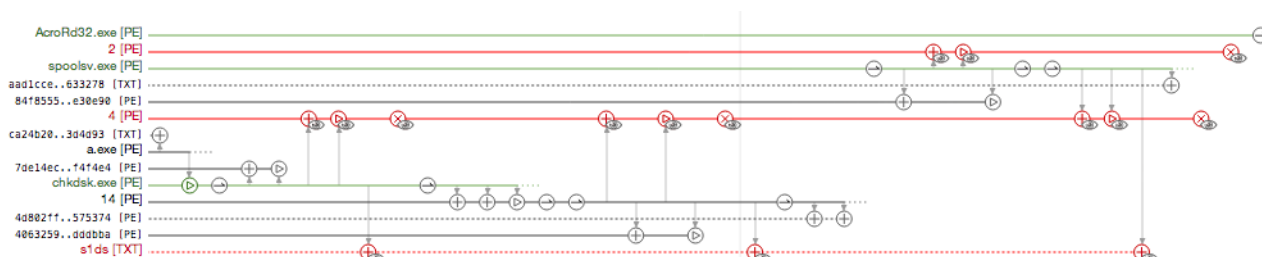 AcroRd32.exe [PE]
2 [PE]
spoolsv.exe [PE]
aad1cce..633278 [TXT]
84f8555..e30e90 [PE]
4 [PE]
ca24b20..3d4d93 [TXT]
a.exe [PE]
7de14ec..f4f4e4 [PE]
chkdsk.exe [PE]
14 [PE]
4d802ff..575374 [PE]
4063259..dddbba [PE]
s1ds [TXT]